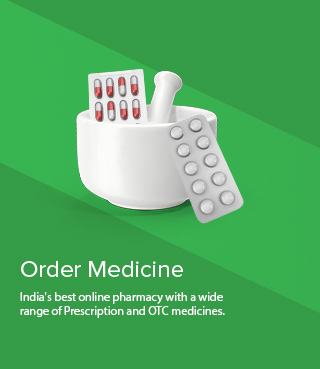 Order Medicine
India's best online pharmacy with a wide
range of Prescription and OTC medicines.